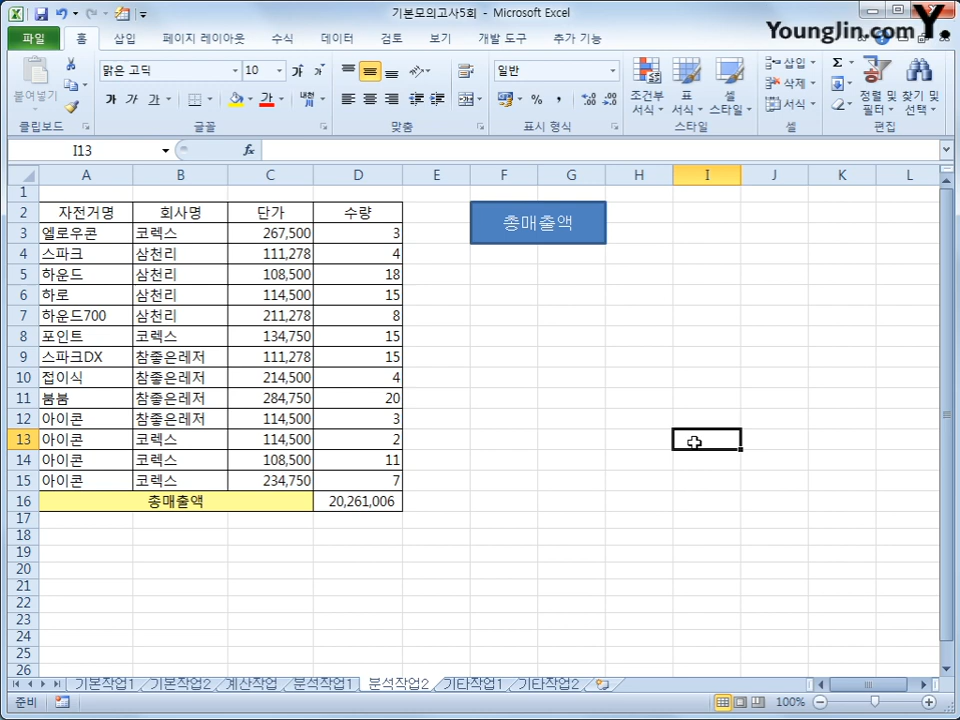 기본모의고사5회 - Microsoft Excel
Younglin.com Y.
파일 홈 삽입 페이지 레이아웃 수식 데이터 검토 보기 개발 도구 추가 기능
맑은 고딕 10 일반 삽입 Σ
붙여넣기 가 가 가 가 % , 조건부 서식 표 서식 셀 스타일 삭제 서식 정렬 및 필터 찾기 및 선택
클립보드 글꼴 맞춤 표시 형식 스타일 셀 편집
I13 fx
A B C D E F G H I J K L
1
2 자전거명 회사명 단가 수량 총매출액
3 엘로우콘 코렉스 267,500 3
4 스파크 삼천리 111,278 4
5 하운드 삼천리 108,500 18
6 하로 삼천리 114,500 15
7 하운드700 삼천리 211,278 8
8 포인트 코렉스 134,750 15
9 스파크DX 참좋은레저 111,278 15
10 접이식 참좋은레저 214,500 4
11 붐붐 참좋은레저 284,750 20
12 아이콘 참좋은레저 114,500 3
13 아이콘 코렉스 114,500 2
14 아이콘 코렉스 108,500 11
15 아이콘 코렉스 234,750 7
16 총매출액 20,261,006
17
18
19
20
21
22
23
24
25
26
기본작업1 기본작업2 계산작업 분석작업1 분석작업2 기타작업1 기타작업2
준비 100%